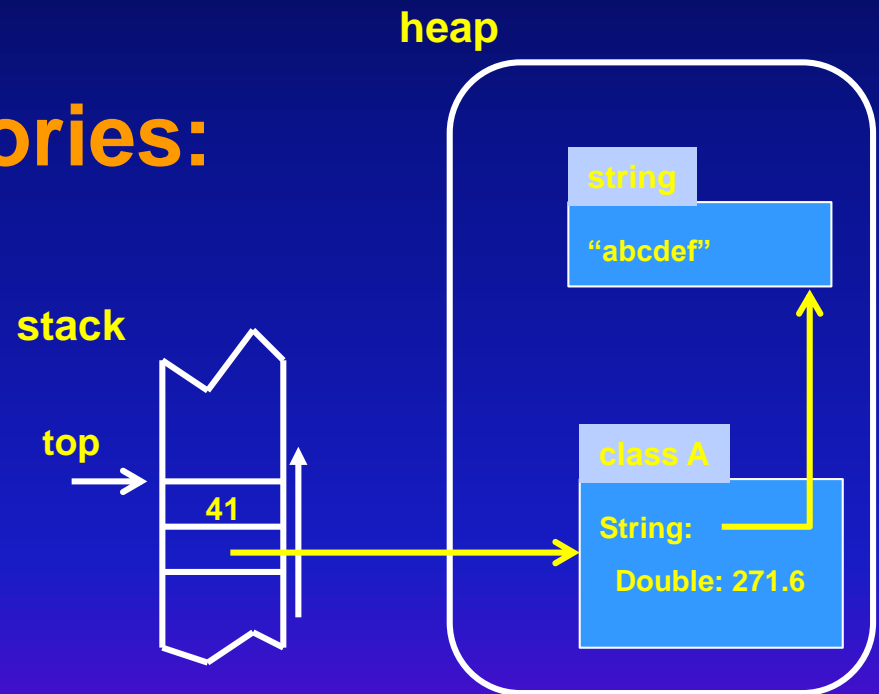 heap
ories:
string
“abcdef”
stack
top
41
class A
String:
Double: 271.6